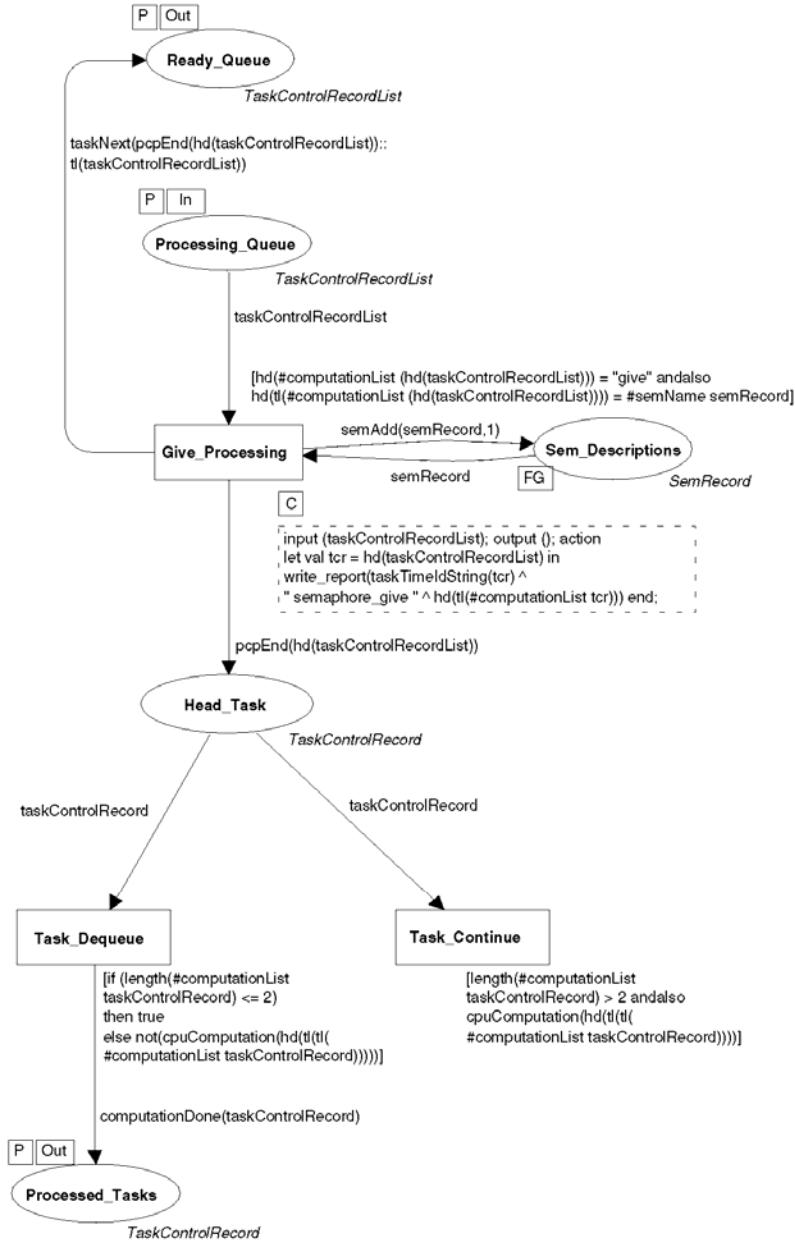 P Out
Ready_Queue
TaskControlRecordList
taskNext(pcpEnd(hd(taskControlRecordList))::
tl(taskControlRecordList))
P In
Processing_Queue
TaskControlRecordList
taskControlRecordList
[hd(#computationList (hd(taskControlRecordList))) = "give" andalso
hd(tl(#computationList (hd(taskControlRecordList)))) = #semName semRecord]
semAdd(semRecord,1)
Give_Processing
Sem_Descriptions
semRecord
FG
SemRecord
C
input (taskControlRecordList); output (); action
let val tcr = hd(taskControlRecordList) in
write_report(taskTimeIdString(tcr) ^
" semaphore_give " ^ hd(tl(#computationList tcr))) end;
pcpEnd(hd(taskControlRecordList))
Head_Task
TaskControlRecord
taskControlRecord
taskControlRecord
Task_Dequeue
Task_Continue
[if (length(#computationList
taskControlRecord) <= 2)
then true
else not(cpuComputation(hd(tl(tl(
#computationList taskControlRecord)))))]
[length(#computationList
taskControlRecord) > 2 andalso
cpuComputation(hd(tl(tl(
#computationList taskControlRecord))))]
computationDone(taskControlRecord)
P Out
Processed_Tasks
TaskControlRecord